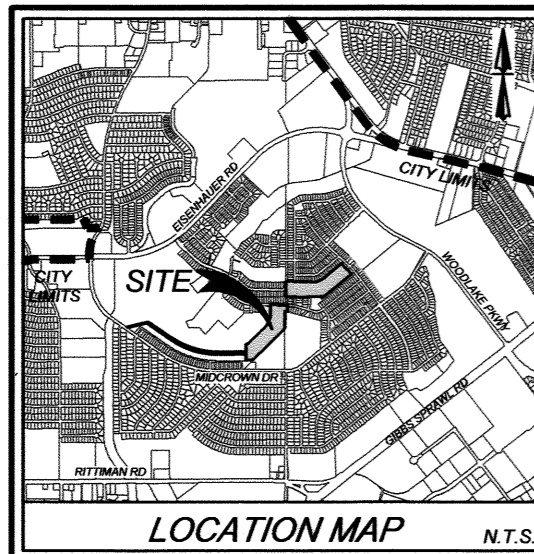 CITY LIMITS
EISENHAUER RD
CITY
LIMITS
SITE
WOODLAKE PKWY
MIDCROWN DR
GIBBS SPRAWL RD
RITTIMAN RD
LOCATION MAP
N.T.S.